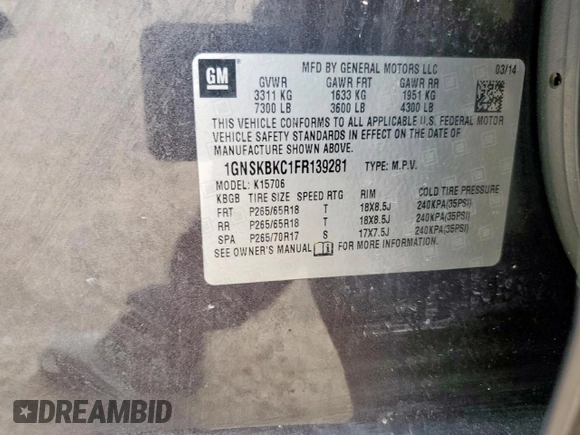 GM
MFD BY GENERAL MOTORS LLC 03/14
GVWR GAWR FRT GAWR RR
3311 KG 1633 KG 1951 KG
7300 LB 3600 LB 4300 LB
THIS VEHICLE CONFORMS TO ALL APPLICABLE U.S. FEDERAL MOTOR
VEHICLE SAFETY STANDARDS IN EFFECT ON THE DATE OF
MANUFACTURE SHOWN ABOVE.
1GNSKBKC1FR139281 TYPE: M.P.V.
MODEL: K15706
KBGB TIRE SIZE SPEED RTG RIM COLD TIRE PRESSURE
FRT P265/65R18 T 18X8.5J 240KPA(35PSI)
RR P265/65R18 T 18X8.5J 240KPA(35PSI)
SPA P265/70R17 S 17X7.5J 240KPA(35PSI)
SEE OWNER'S MANUAL FOR MORE INFORMATION.
DREAMBID